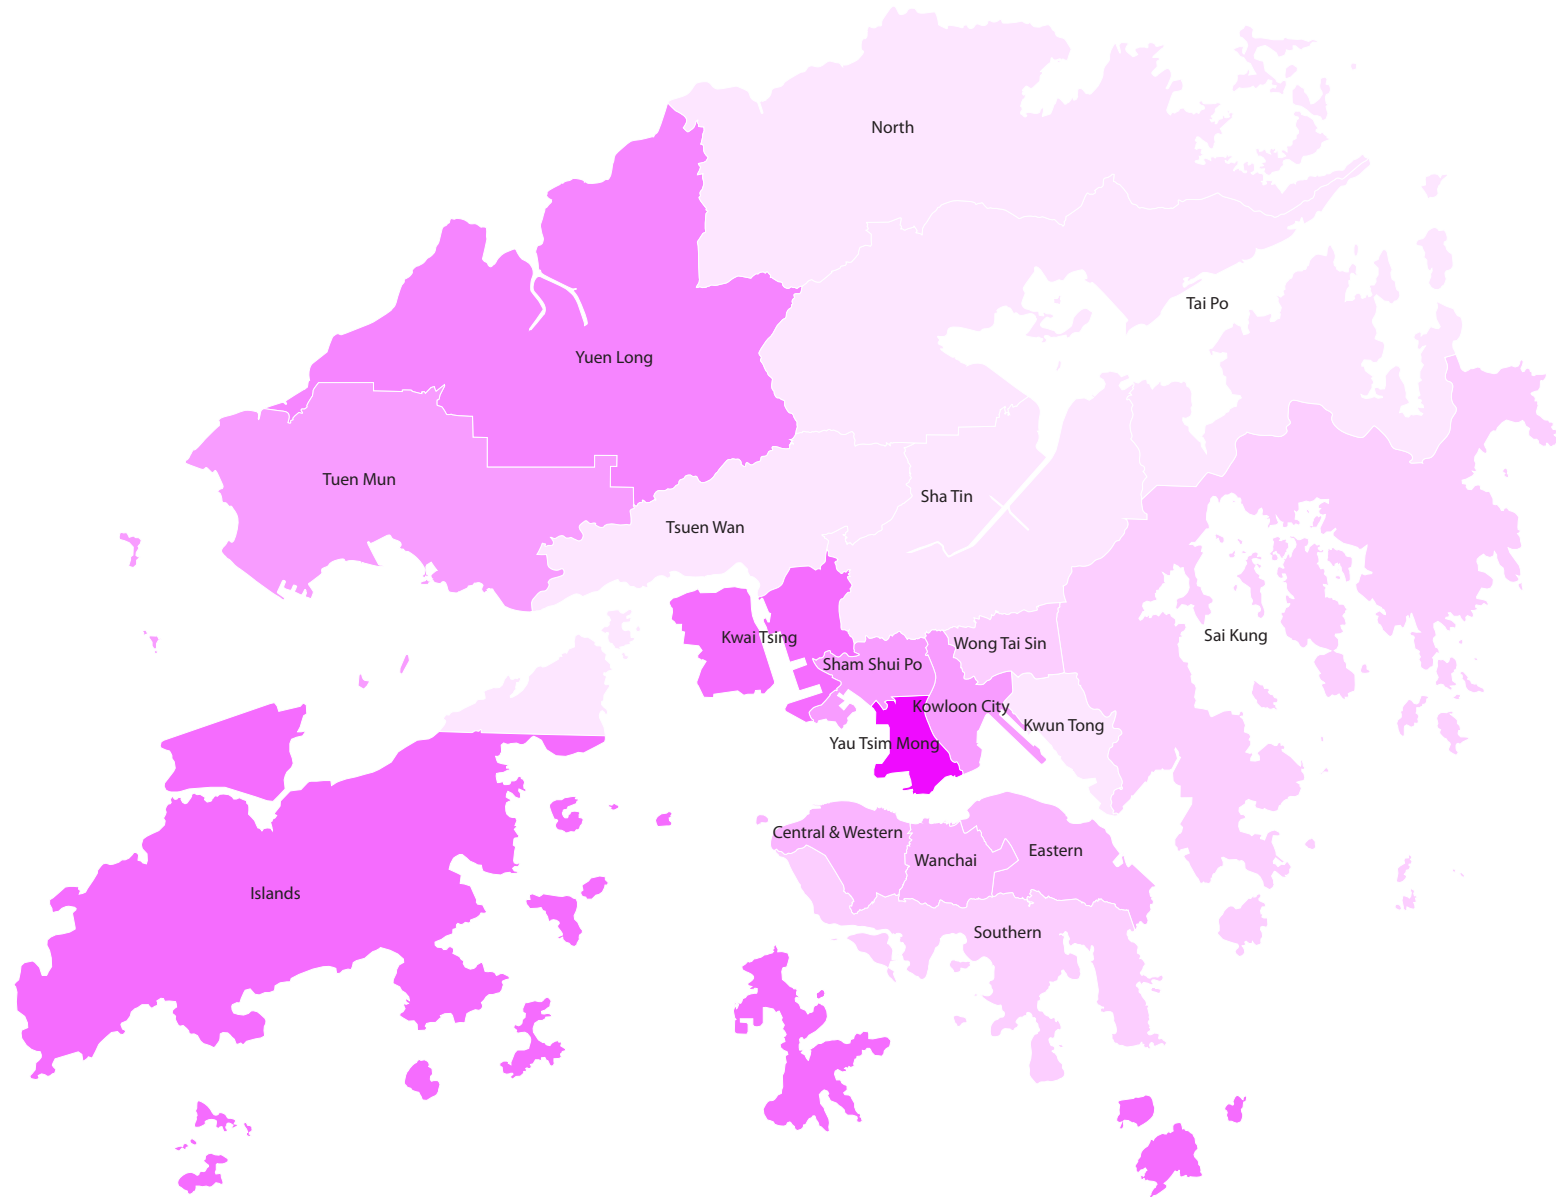 North
Tai Po
Yuen Long
Tuen Mun
Sha Tin
Tsuen Wan
Sai Kung
Kwai Tsing
Wong Tai Sin
Sham Shui Po
Kowloon City
Kwun Tong
Yau Tsim Mong
Central & Western
Eastern
Wanchai
Islands
Southern